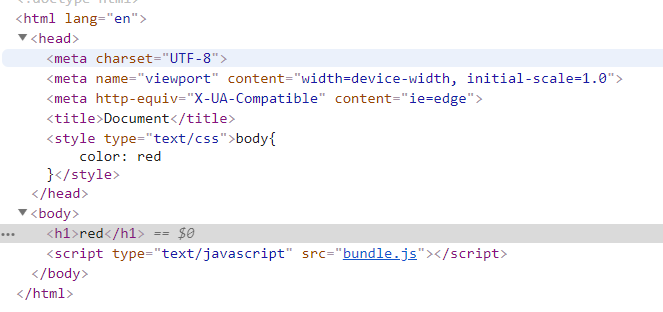 <!doctype html>
<html lang="en">
<head>
<meta charset="UTF-8">
<meta name="viewport" content="width=device-width, initial-scale=1.0">
<meta http-equiv="X-UA-Compatible" content="ie=edge">
<title>Document</title>
<style type="text/css">body{
color: red
}</style>
</head>
<body>
<h1>red</h1> == $0
<script type="text/javascript" src="bundle.js"></script>
</body>
</html>